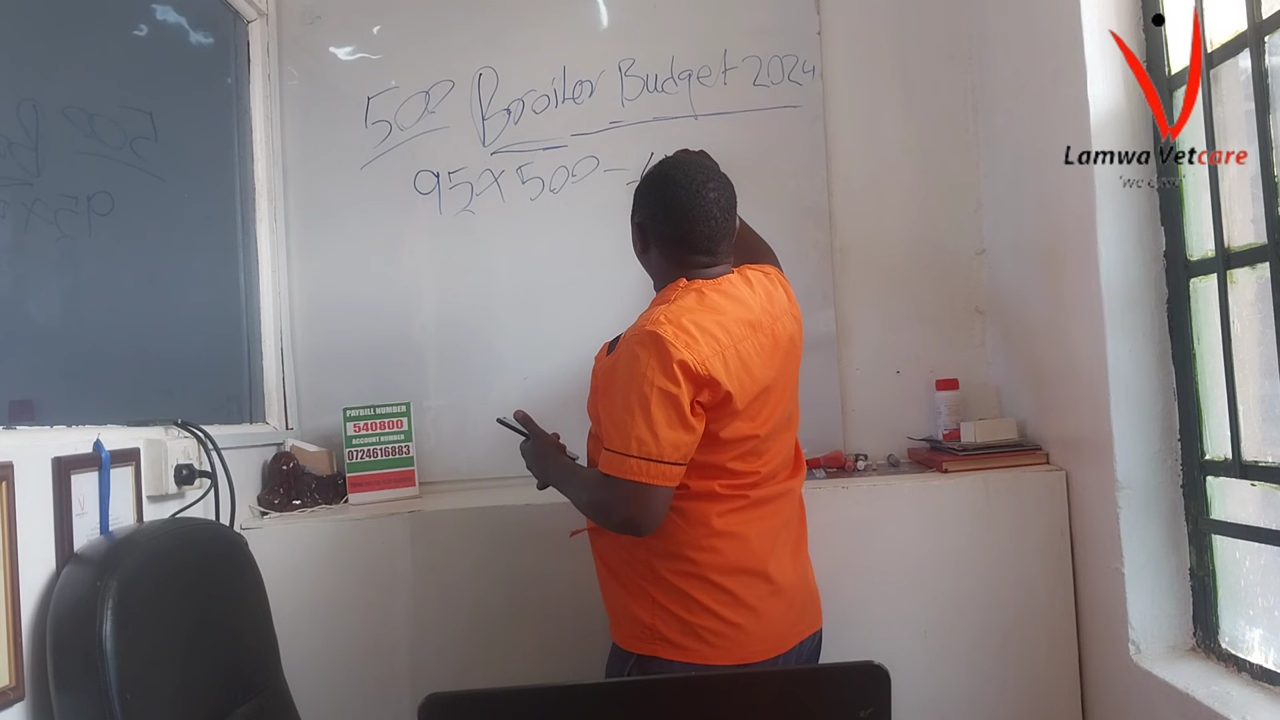 500 Broiler Budget 2024
95x500-
Lamwa Vetcare
PAYBILL NUMBER
540800
ACCOUNT NUMBER
0724616883